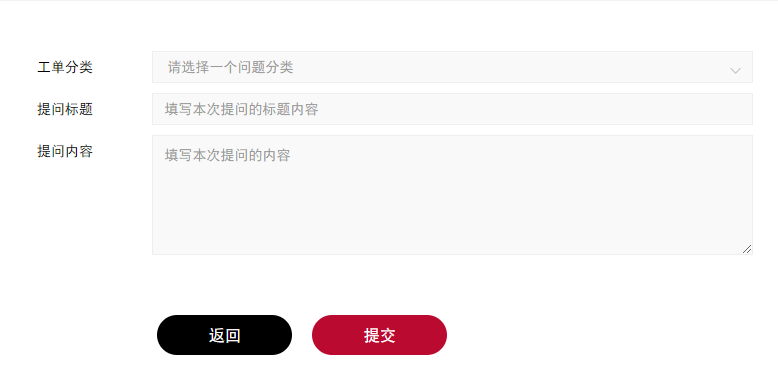 工单分类 请选择一个问题分类
提问标题 填写本次提问的标题内容
提问内容 填写本次提问的内容
返回 提交